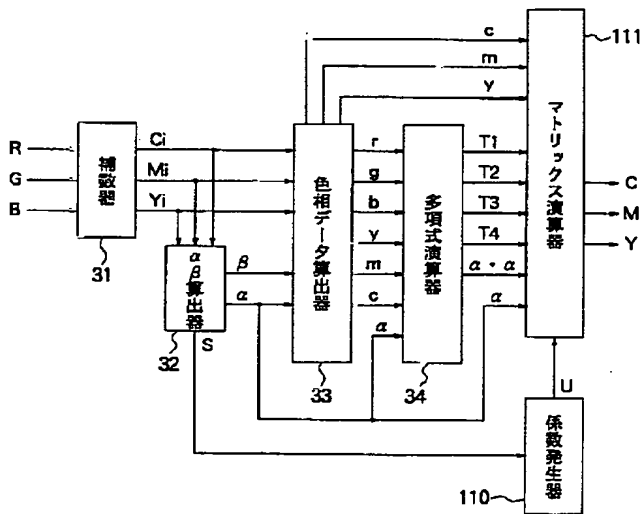 R
G
B
補数器
31
Ci
Mi
Yi
αβ算出器
32
β
α
S
色相データ算出器
33
c
m
y
r
g
b
y
m
c
α
多項式演算器
34
T1
T2
T3
T4
α・α
α
マトリックス演算器
111
C
M
Y
U
係数発生器
110